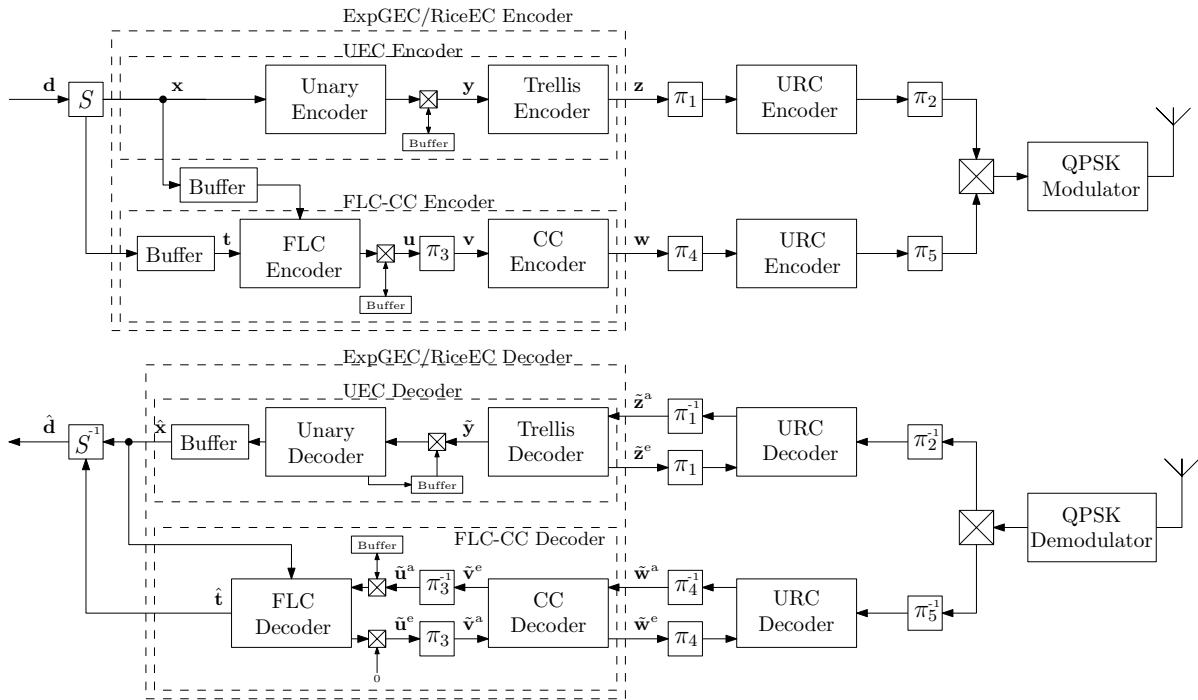 ExpGEC/RiceEC Encoder
UEC Encoder
d
S
x
Unary
Encoder
Buffer
y
Trellis
Encoder
z
π1
URC
Encoder
π2
Buffer
QPSK
Modulator
FLC-CC Encoder
Buffer
t
FLC
Encoder
Buffer
u
π3
v
CC
Encoder
w
π4
URC
Encoder
π5
ExpGEC/RiceEC Decoder
UEC Decoder
d̂
S⁻¹
x̂
Buffer
Unary
Decoder
Buffer
ỹ
Trellis
Decoder
z̃ᵃ
π1⁻¹
z̃ᵉ
π1
URC
Decoder
π2⁻¹
QPSK
Demodulator
FLC-CC Decoder
Buffer
t̂
FLC
Decoder
ũᵃ
π3⁻¹
ṽᵉ
ũᵉ
π3
ṽᵃ
0
CC
Decoder
w̃ᵃ
π4⁻¹
w̃ᵉ
π4
URC
Decoder
π5⁻¹